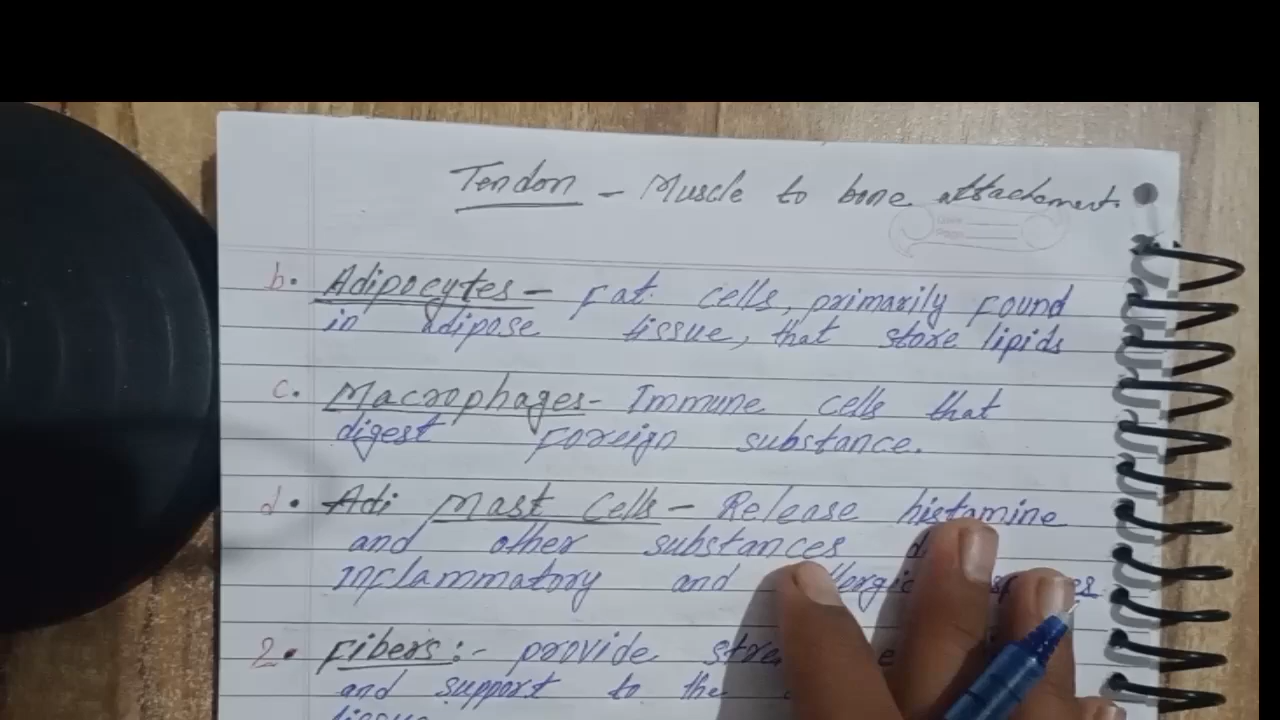 Tendon - Muscle to bone attachement.
b. Adipocytes - Fat cells, primarily found
in adipose tissue, that store lipids
c. Macrophages - Immune cells that
digest foreign substance.
d. Adi Mast Cells - Release histamine
and other substances
inflammatory and
2. Fibers :- provide
and support to the
tissue